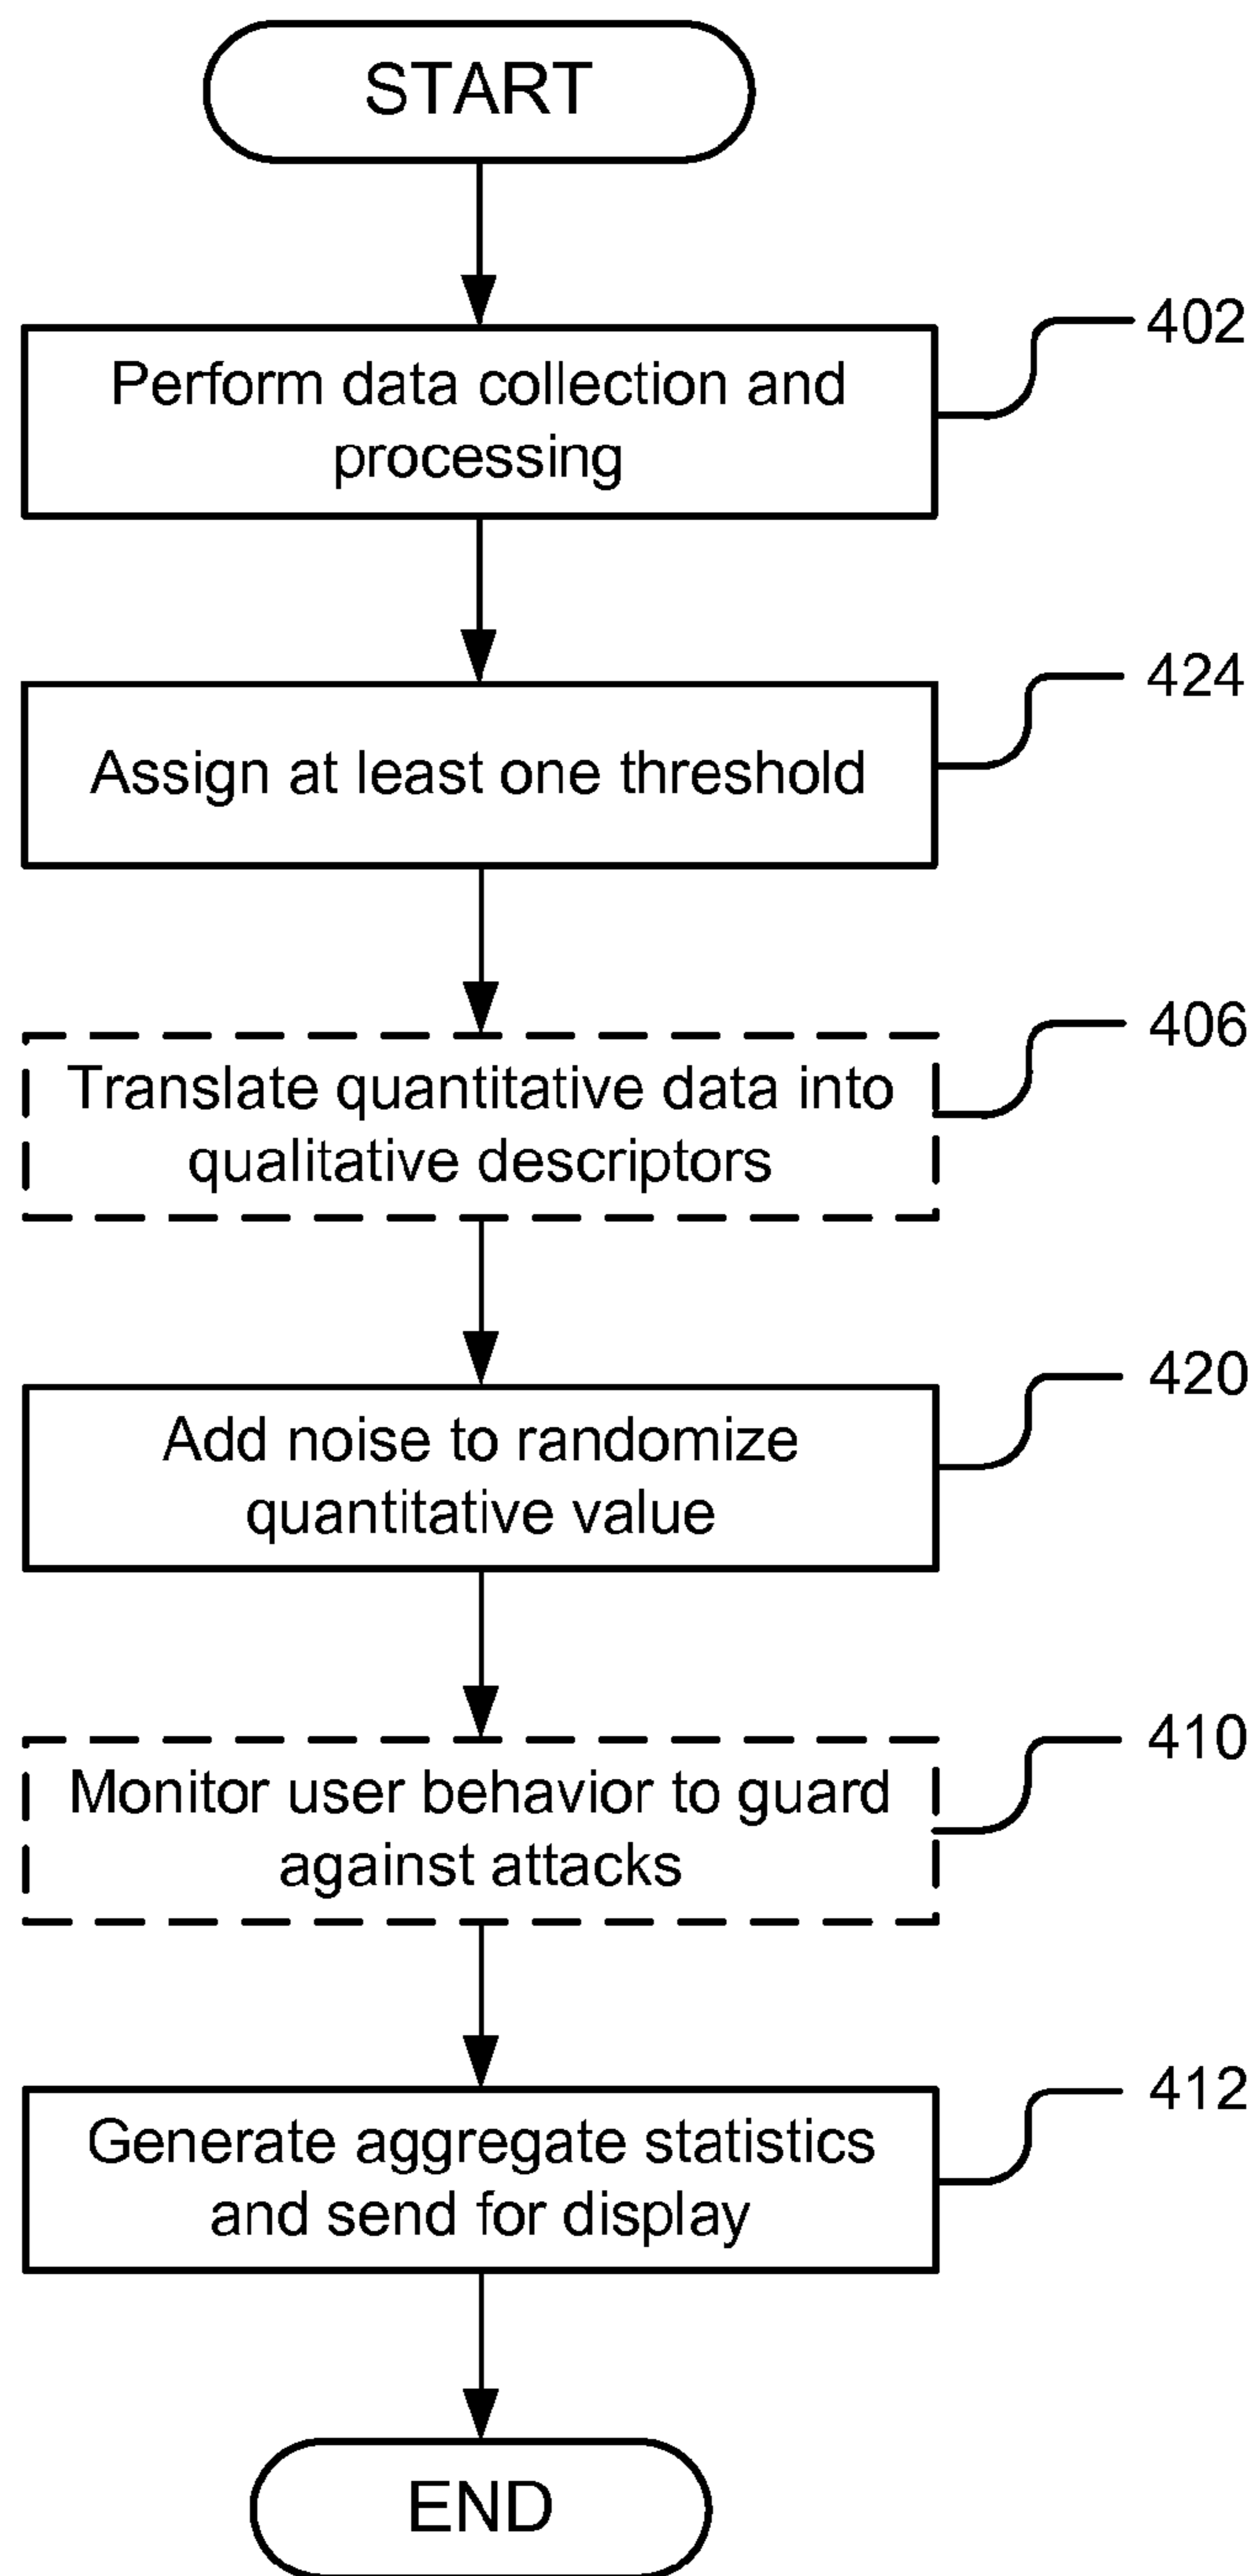 START
402
Perform data collection and
processing
424
Assign at least one threshold
406
Translate quantitative data into
qualitative descriptors
420
Add noise to randomize
quantitative value
410
Monitor user behavior to guard
against attacks
412
Generate aggregate statistics
and send for display
END